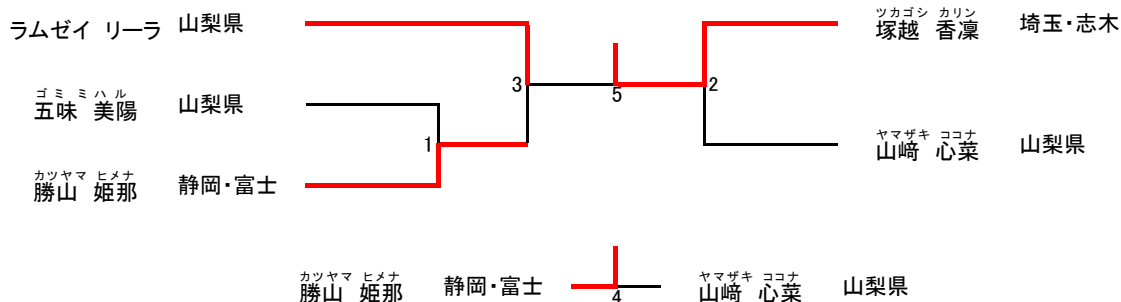 ラムゼイ リーラ 山梨県
ツカゴシ カリン
塚越 香凜 埼玉・志木
3
2
5
ゴミ ミハル
五味 美陽 山梨県
1
ヤマザキ ココナ
山﨑 心菜 山梨県
カツヤマ ヒメナ
勝山 姫那 静岡・富士
カツヤマ ヒメナ
勝山 姫那 静岡・富士
4
ヤマザキ ココナ
山﨑 心菜 山梨県